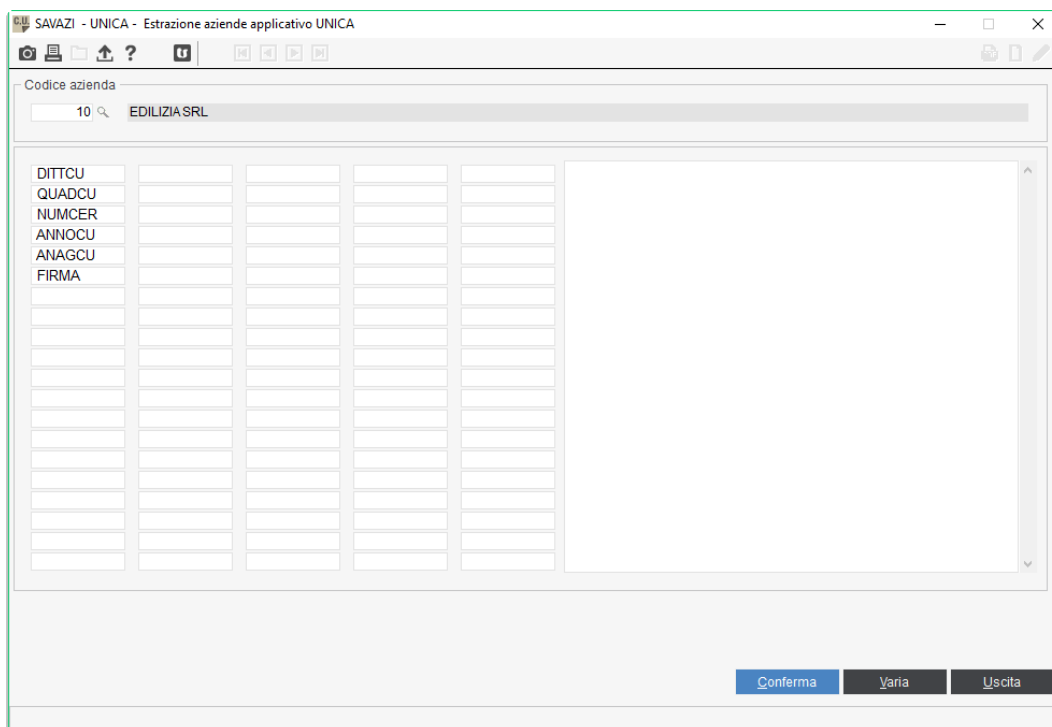 C.U. SAVAZI - UNICA - Estrazione aziende applicativo UNICA
Codice azienda
10 EDILIZIA SRL
DITTCU
QUADCU
NUMCER
ANNOCU
ANAGCU
FIRMA
Conferma Varia Uscita